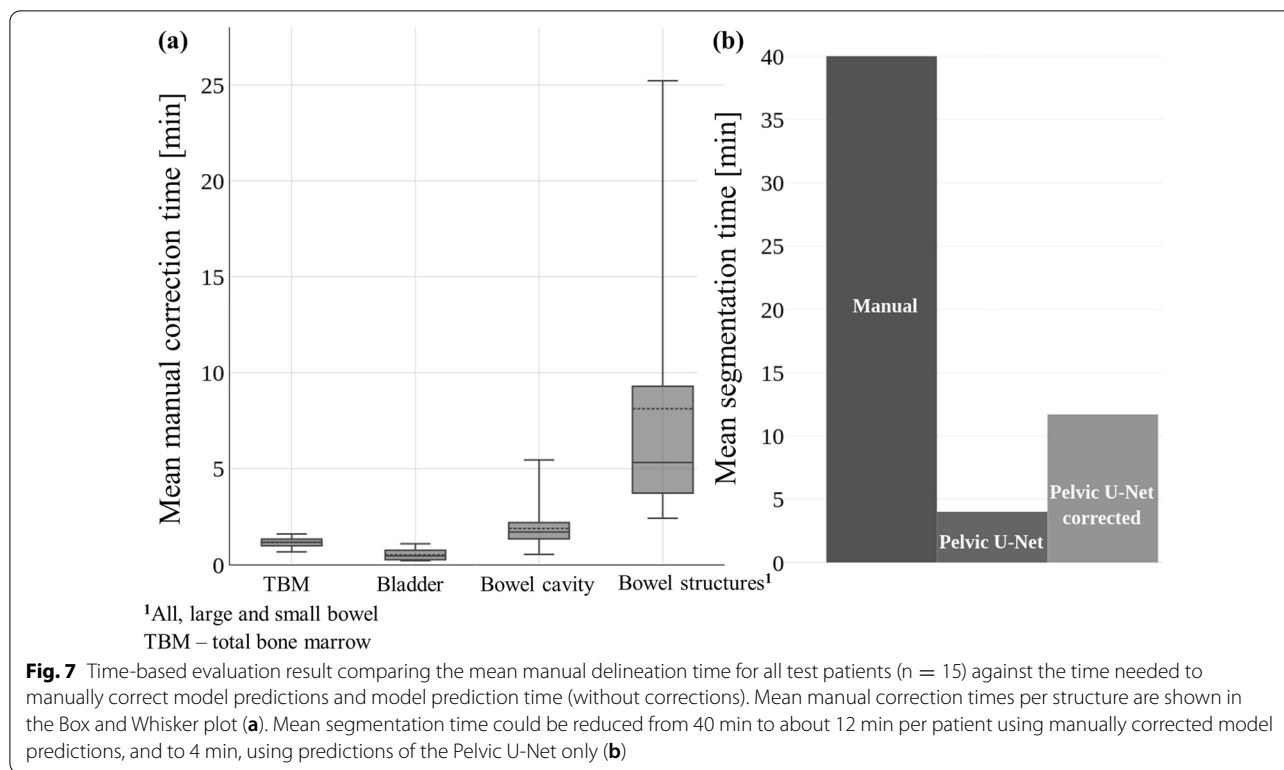 (a)
Mean manual correction time [min]
25
20
15
10
5
0
TBM Bladder Bowel cavity Bowel structures¹
¹All, large and small bowel
TBM – total bone marrow
(b)
Mean segmentation time [min]
40
35
30
25
20
15
10
5
0
Manual
Pelvic U-Net
Pelvic U-Net
corrected
Fig. 7 Time-based evaluation result comparing the mean manual delineation time for all test patients (n = 15) against the time needed to
manually correct model predictions and model prediction time (without corrections). Mean manual correction times per structure are shown in
the Box and Whisker plot (a). Mean segmentation time could be reduced from 40 min to about 12 min per patient using manually corrected model
predictions, and to 4 min, using predictions of the Pelvic U-Net only (b)